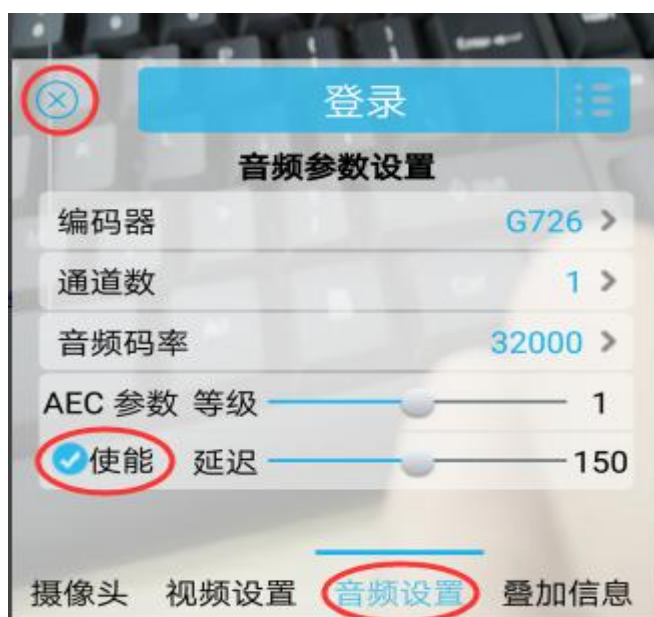 登录
音频参数设置
编码器 G726
通道数 1
音频码率 32000
AEC 参数 等级 1
使能 延迟 150
摄像头 视频设置 音频设置 叠加信息